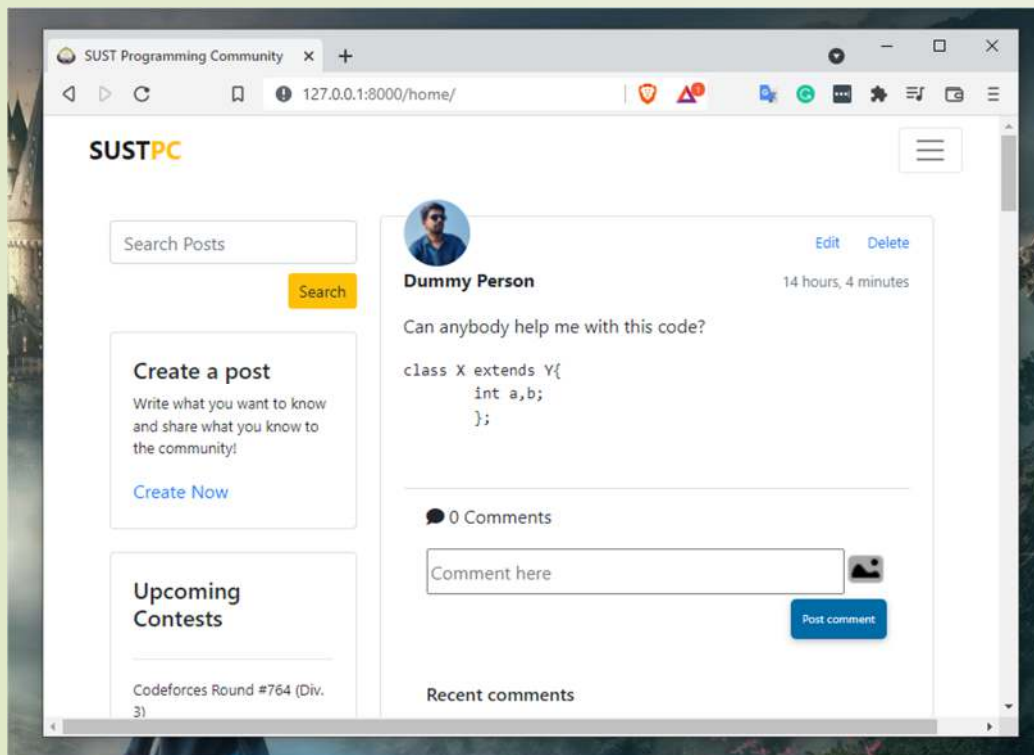 SUST Programming Community
127.0.0.1:8000/home/
SUSTPC
Search Posts
Search
Create a post
Write what you want to know
and share what you know to
the community!
Create Now
Upcoming
Contests
Codeforces Round #764 (Div.
3)
Edit Delete
Dummy Person
14 hours, 4 minutes
Can anybody help me with this code?
class X extends Y{
int a,b;
};
0 Comments
Comment here
Post comment
Recent comments